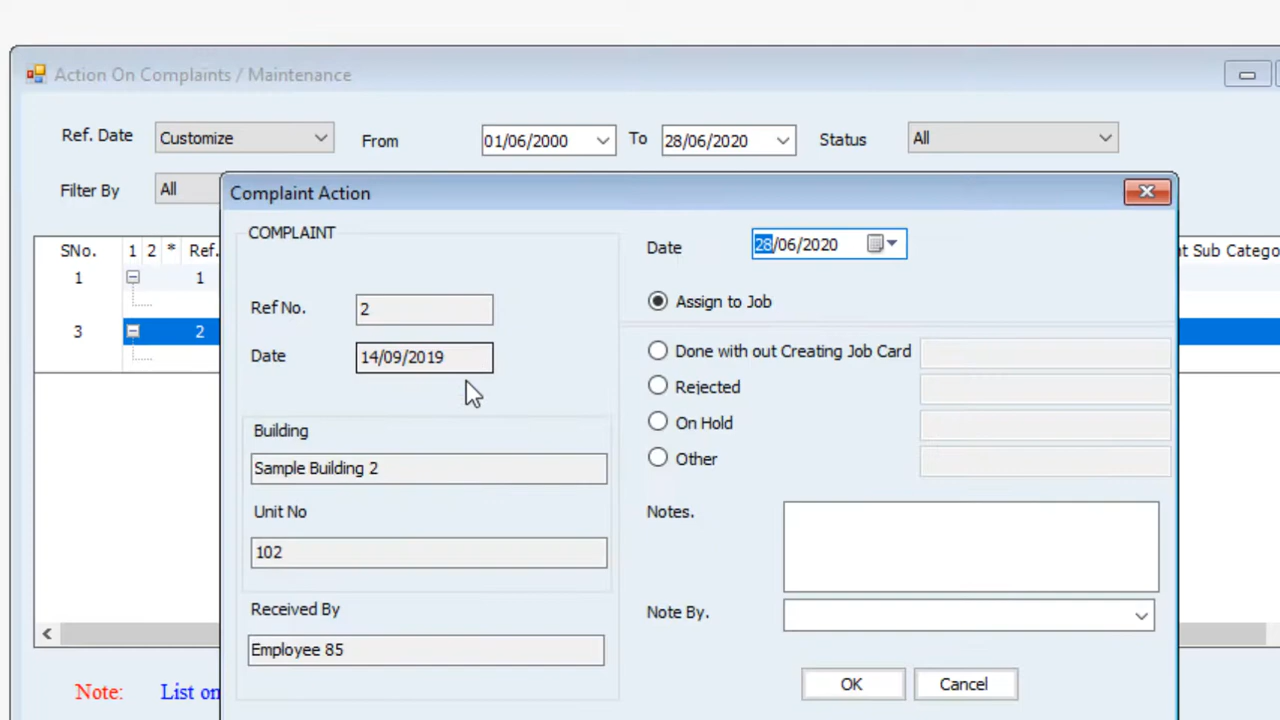 Action On Complaints / Maintenance
Ref. Date Customize From 01/06/2000 To 28/06/2020 Status All
Filter By All
Complaint Action
COMPLAINT
Ref No. 2
Date 14/09/2019
Building
Sample Building 2
Unit No
102
Received By
Employee 85
Date 28/06/2020
Assign to Job
Done with out Creating Job Card
Rejected
On Hold
Other
Notes.
Note By.
OK Cancel
SNo. 1 2 * Ref. t Sub Catego
1 1
3 2
Note: List on